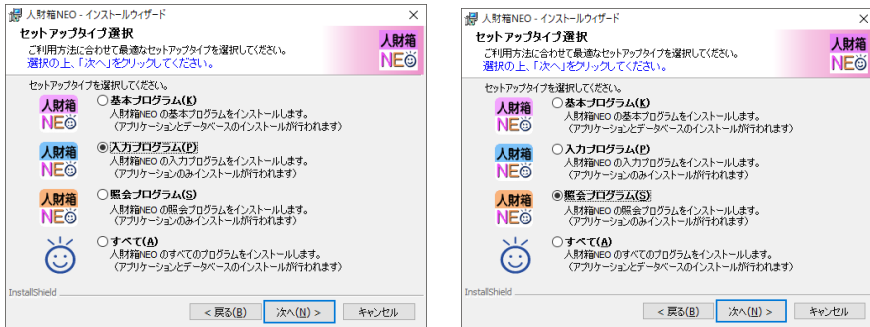 人財箱NEO - インストールウィザード
セットアップタイプ選択
ご利用方法に合わせて最適なセットアップタイプを選択してください。
選択の上、「次へ」をクリックしてください。
人財箱
NEO
セットアップタイプを選択してください。
人財箱
NEO
基本プログラム(K)
人財箱NEO の基本プログラムをインストールします。
(アプリケーションとデータベースのインストールが行われます)
人財箱
NEO
入力プログラム(P)
人財箱NEO の入力プログラムをインストールします。
(アプリケーションのみインストールが行われます)
人財箱
NEO
照会プログラム(S)
人財箱NEO の照会プログラムをインストールします。
(アプリケーションのみインストールが行われます)
すべて(A)
人財箱NEO のすべてのプログラムをインストールします。
(アプリケーションとデータベースのインストールが行われます)
InstallShield
< 戻る(B)
次へ(N) >
キャンセル
人財箱NEO - インストールウィザード
セットアップタイプ選択
ご利用方法に合わせて最適なセットアップタイプを選択してください。
選択の上、「次へ」をクリックしてください。
人財箱
NEO
セットアップタイプを選択してください。
人財箱
NEO
基本プログラム(K)
人財箱NEO の基本プログラムをインストールします。
(アプリケーションとデータベースのインストールが行われます)
人財箱
NEO
入力プログラム(P)
人財箱NEO の入力プログラムをインストールします。
(アプリケーションのみインストールが行われます)
人財箱
NEO
照会プログラム(S)
人財箱NEO の照会プログラムをインストールします。
(アプリケーションのみインストールが行われます)
すべて(A)
人財箱NEO のすべてのプログラムをインストールします。
(アプリケーションとデータベースのインストールが行われます)
InstallShield
< 戻る(B)
次へ(N) >
キャンセル